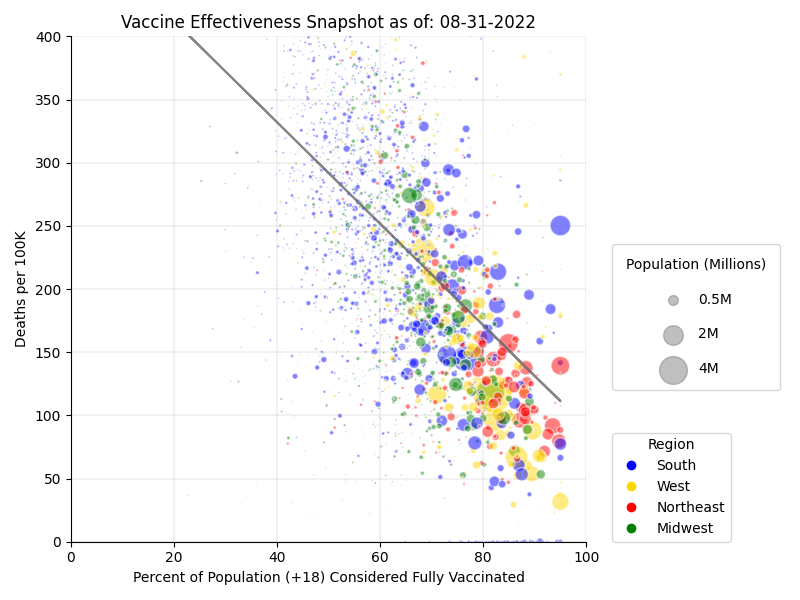 Vaccine Effectiveness Snapshot as of: 08-31-2022
400
350
300
250
200
150
100
50
0
Deaths per 100K
0 20 40 60 80 100
Percent of Population (+18) Considered Fully Vaccinated
Population (Millions)
0.5M
2M
4M
Region
South
West
Northeast
Midwest